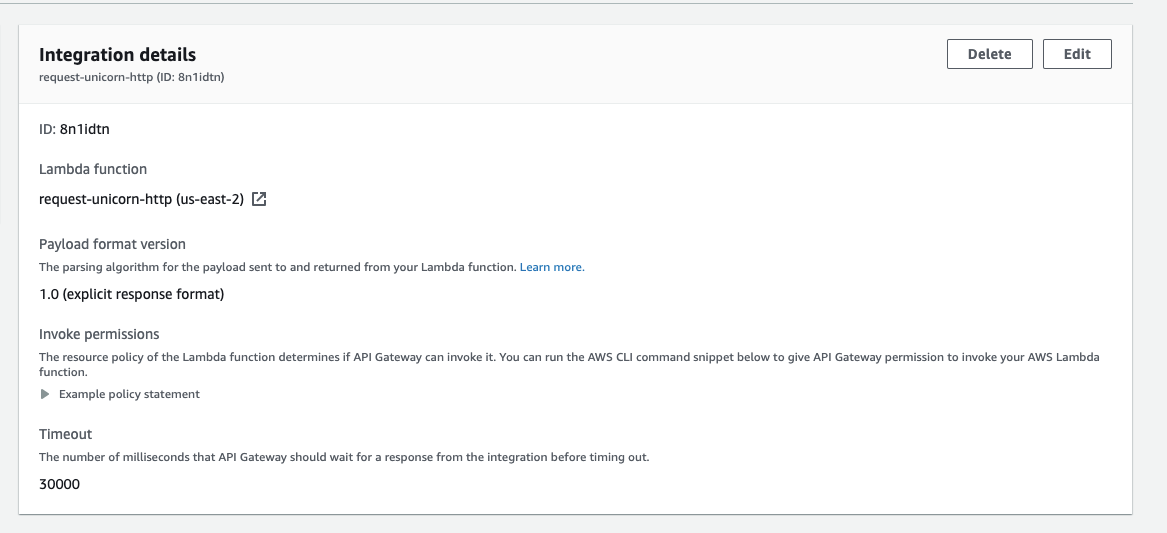 Integration details
Delete
Edit
request-unicorn-http (ID: 8n1idtn)
ID: 8n1idtn
Lambda function
request-unicorn-http (us-east-2)
Payload format version
The parsing algorithm for the payload sent to and returned from your Lambda function. Learn more.
1.0 (explicit response format)
Invoke permissions
The resource policy of the Lambda function determines if API Gateway can invoke it. You can run the AWS CLI command snippet below to give API Gateway permission to invoke your AWS Lambda
function.
Example policy statement
Timeout
The number of milliseconds that API Gateway should wait for a response from the integration before timing out.
30000